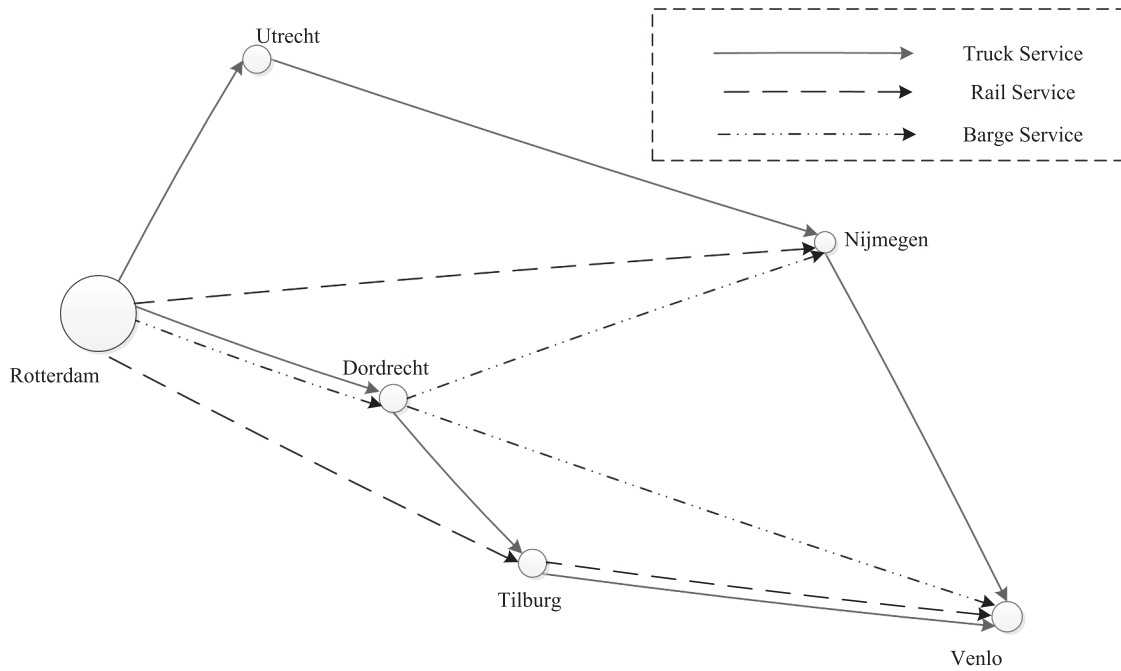 Utrecht
Truck Service
Rail Service
Barge Service
Nijmegen
Rotterdam
Dordrecht
Tilburg
Venlo